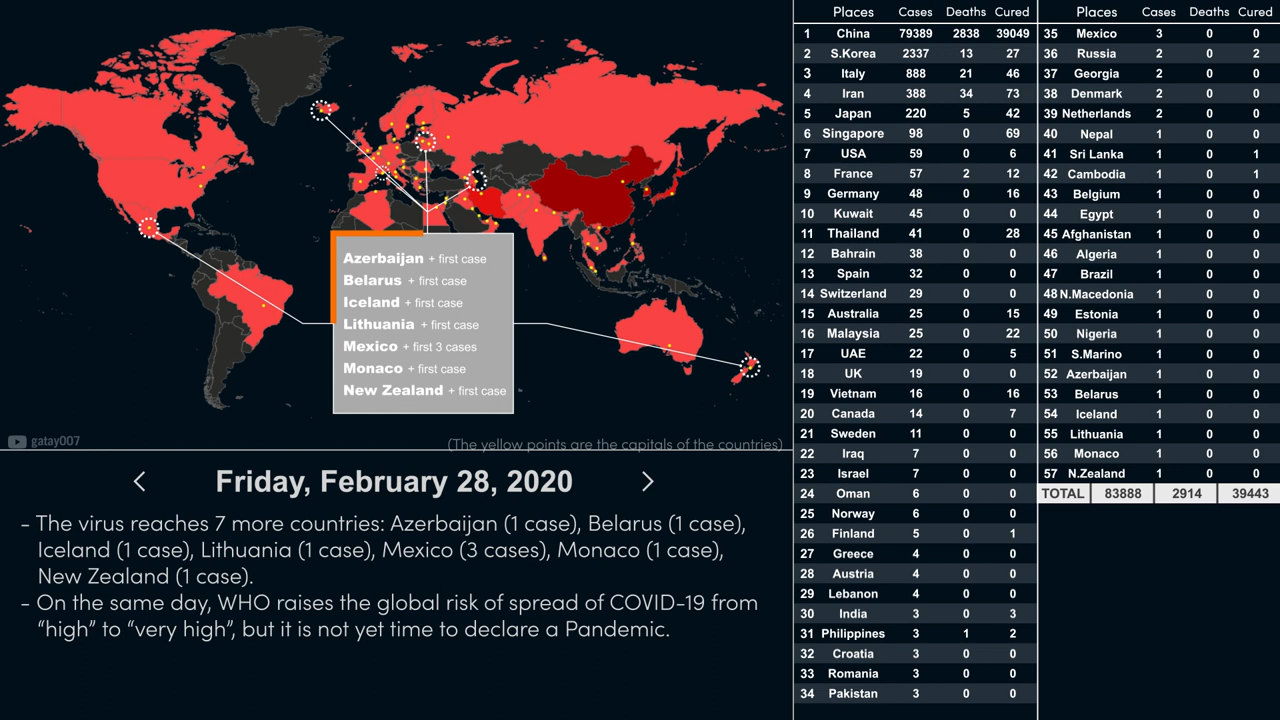 Azerbaijan + first case
Belarus + first case
Iceland + first case
Lithuania + first case
Mexico + first 3 cases
Monaco + first case
New Zealand + first case
gatay007
(The yellow points are the capitals of the countries)
< Friday, February 28, 2020 >
- The virus reaches 7 more countries: Azerbaijan (1 case), Belarus (1 case),
Iceland (1 case), Lithuania (1 case), Mexico (3 cases), Monaco (1 case),
New Zealand (1 case).
- On the same day, WHO raises the global risk of spread of COVID-19 from
“high” to “very high”, but it is not yet time to declare a Pandemic.
Places Cases Deaths Cured
1 China 79389 2838 39049
2 S.Korea 2337 13 27
3 Italy 888 21 46
4 Iran 388 34 73
5 Japan 220 5 42
6 Singapore 98 0 69
7 USA 59 0 6
8 France 57 2 12
9 Germany 48 0 16
10 Kuwait 45 0 0
11 Thailand 41 0 28
12 Bahrain 38 0 0
13 Spain 32 0 0
14 Switzerland 29 0 0
15 Australia 25 0 15
16 Malaysia 25 0 22
17 UAE 22 0 5
18 UK 19 0 0
19 Vietnam 16 0 16
20 Canada 14 0 7
21 Sweden 11 0 0
22 Iraq 7 0 0
23 Israel 7 0 0
24 Oman 6 0 0
25 Norway 6 0 0
26 Finland 5 0 1
27 Greece 4 0 0
28 Austria 4 0 0
29 Lebanon 4 0 0
30 India 3 0 3
31 Philippines 3 1 2
32 Croatia 3 0 0
33 Romania 3 0 0
34 Pakistan 3 0 0
Places Cases Deaths Cured
35 Mexico 3 0 0
36 Russia 2 0 2
37 Georgia 2 0 0
38 Denmark 2 0 0
39 Netherlands 2 0 0
40 Nepal 1 0 0
41 Sri Lanka 1 0 1
42 Cambodia 1 0 1
43 Belgium 1 0 0
44 Egypt 1 0 0
45 Afghanistan 1 0 0
46 Algeria 1 0 0
47 Brazil 1 0 0
48 N.Macedonia 1 0 0
49 Estonia 1 0 0
50 Nigeria 1 0 0
51 S.Marino 1 0 0
52 Azerbaijan 1 0 0
53 Belarus 1 0 0
54 Iceland 1 0 0
55 Lithuania 1 0 0
56 Monaco 1 0 0
57 N.Zealand 1 0 0
TOTAL 83888 2914 39443